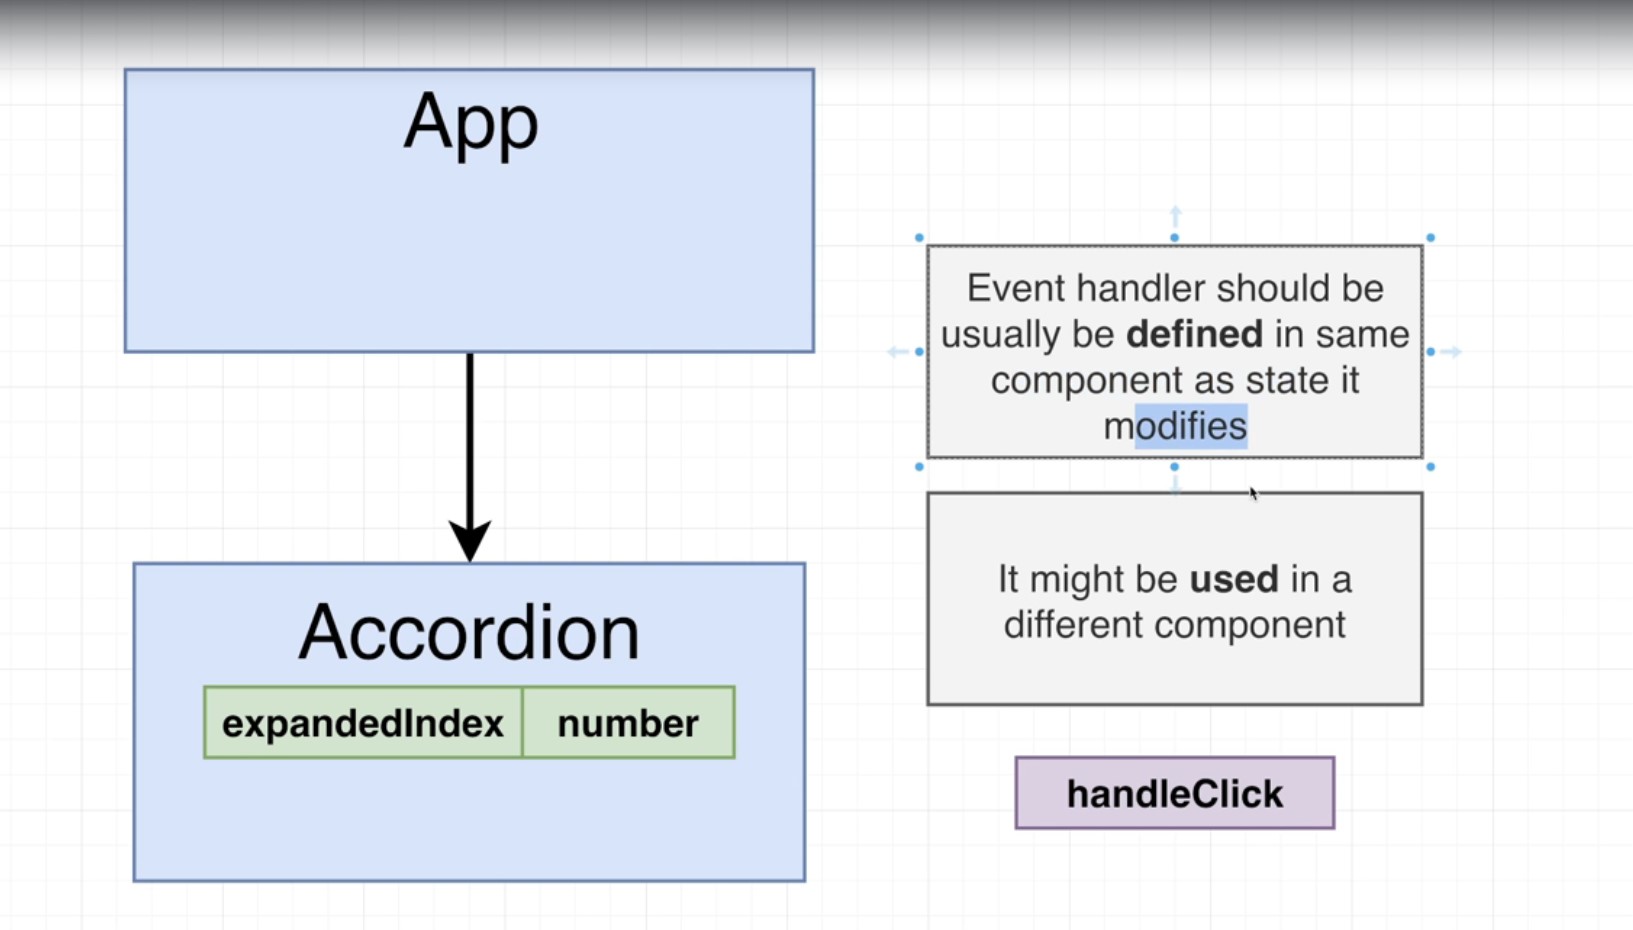 App
Event handler should be
usually be defined in same
component as state it
modifies
It might be used in a
different component
Accordion
expandedIndex number
handleClick